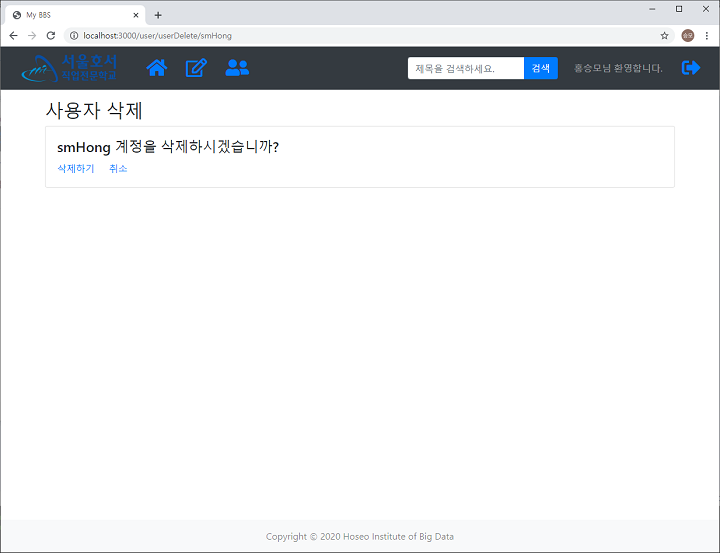 My BBS
localhost:3000/user/userDelete/smHong
승모
서울호서
직업전문학교
제목을 검색하세요. 검색 홍승모님 환영합니다.
사용자 삭제
smHong 계정을 삭제하시겠습니까?
삭제하기 취소
Copyright © 2020 Hoseo Institute of Big Data